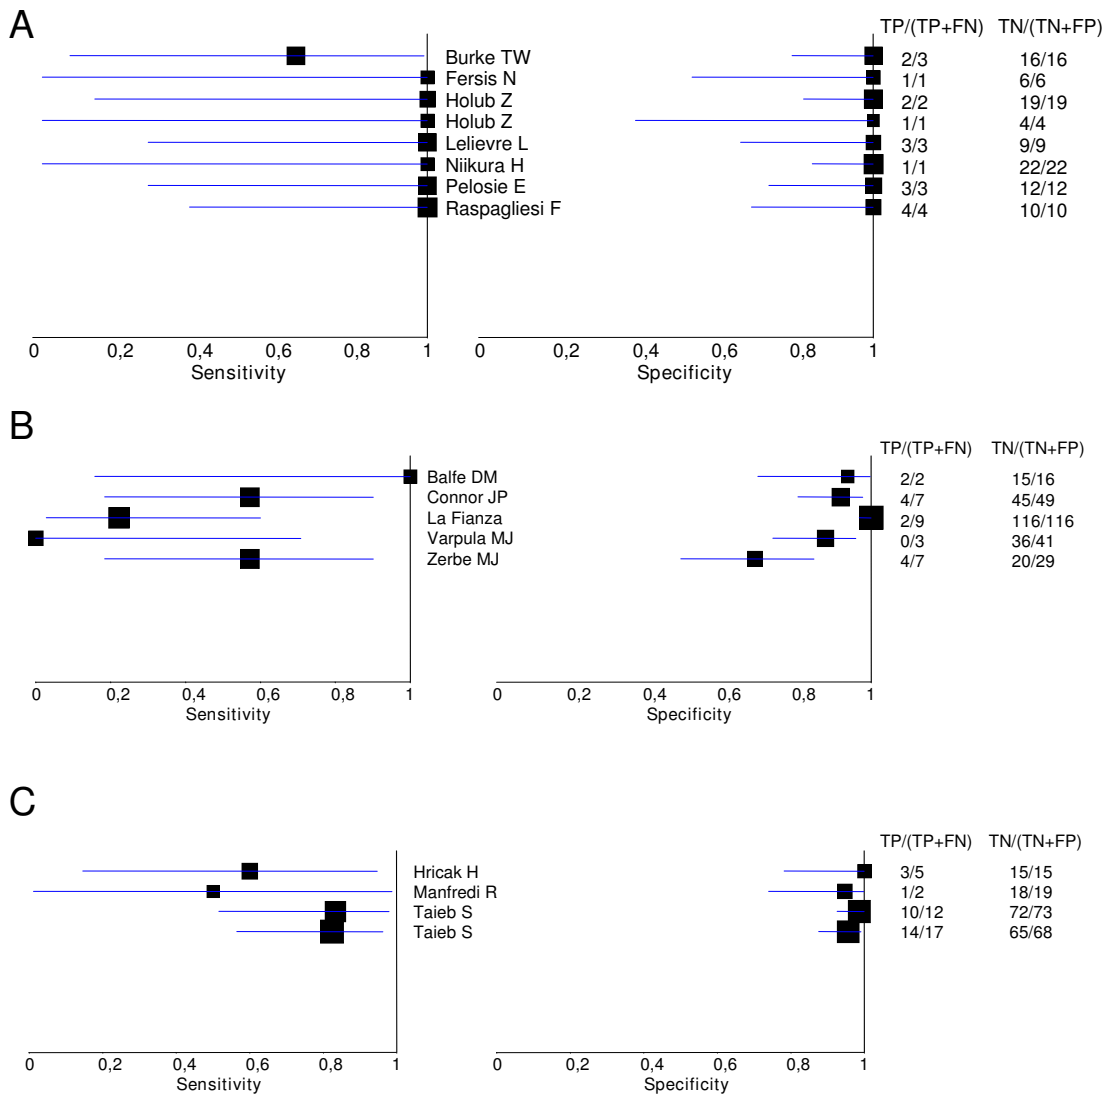 A
TP/(TP+FN) TN/(TN+FP)
Burke TW 2/3 16/16
Fersis N 1/1 6/6
Holub Z 2/2 19/19
Holub Z 1/1 4/4
Lelievre L 3/3 9/9
Niikura H 1/1 22/22
Pelosie E 3/3 12/12
Raspagliesi F 4/4 10/10
0 0,2 0,4 0,6 0,8 1 0 0,2 0,4 0,6 0,8 1
Sensitivity Specificity
B
TP/(TP+FN) TN/(TN+FP)
Balfe DM 2/2 15/16
Connor JP 4/7 45/49
La Fianza 2/9 116/116
Varpula MJ 0/3 36/41
Zerbe MJ 4/7 20/29
0 0,2 0,4 0,6 0,8 1 0 0,2 0,4 0,6 0,8 1
Sensitivity Specificity
C
TP/(TP+FN) TN/(TN+FP)
Hricak H 3/5 15/15
Manfredi R 1/2 18/19
Taieb S 10/12 72/73
Taieb S 14/17 65/68
0 0,2 0,4 0,6 0,8 1 0 0,2 0,4 0,6 0,8 1
Sensitivity Specificity